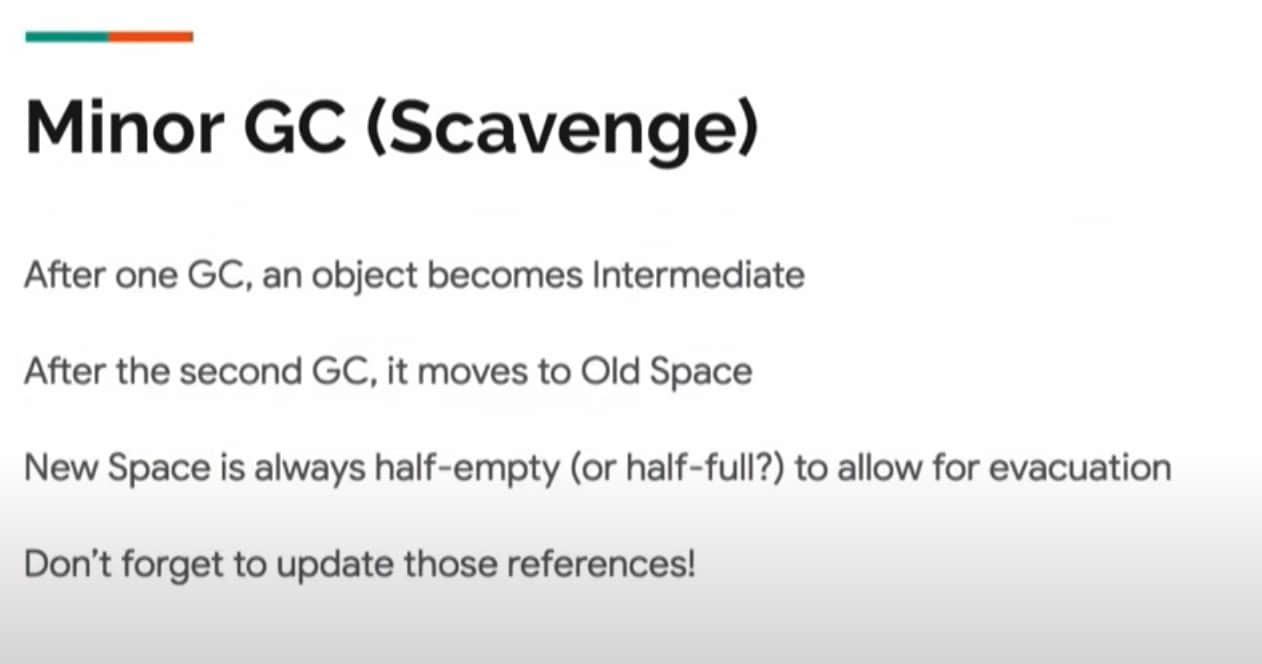 Minor GC (Scavenge)
After one GC, an object becomes Intermediate
After the second GC, it moves to Old Space
New Space is always half-empty (or half-full?) to allow for evacuation
Don’t forget to update those references!